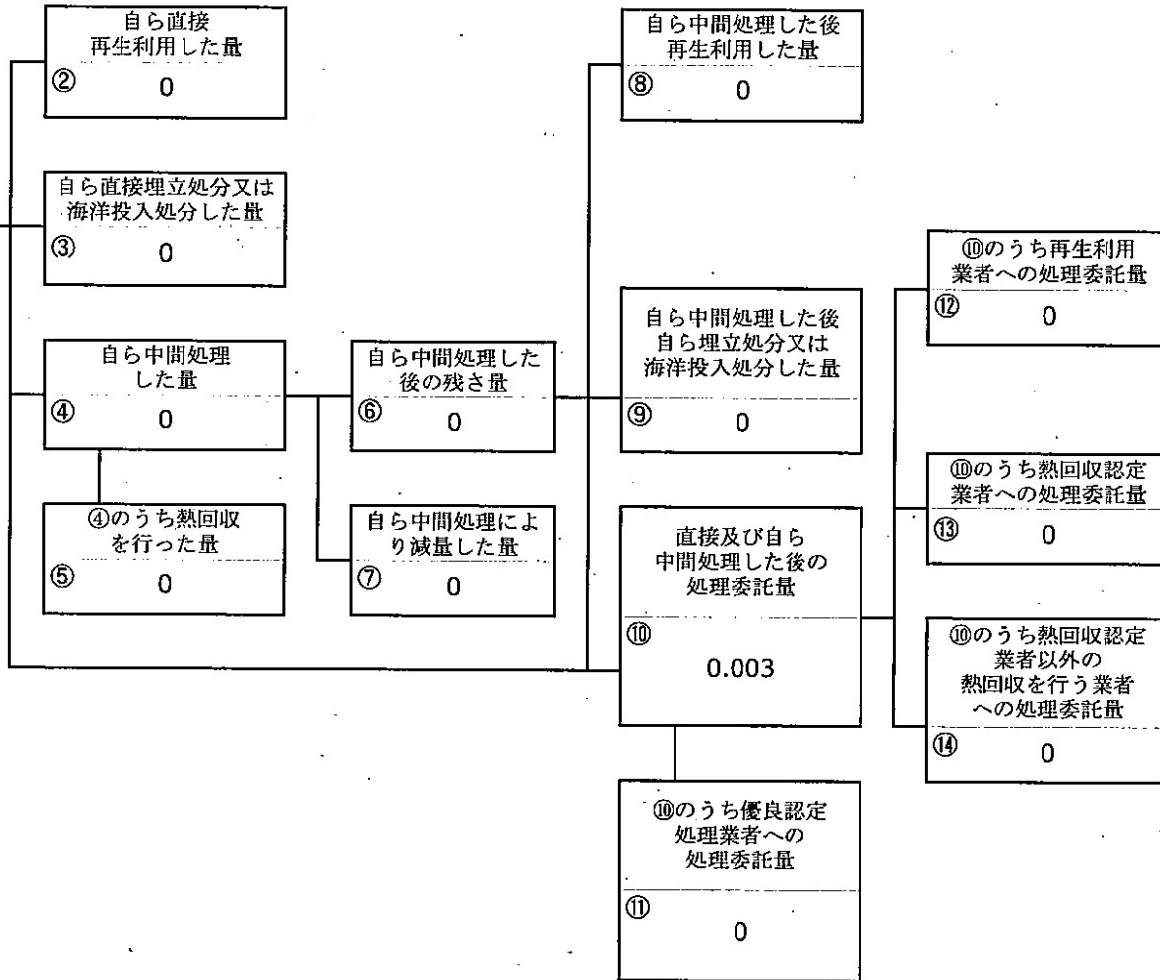 自ら直接
再生利用した量
②
0
自ら直接埋立処分又は
海洋投入処分した量
③
0
自ら中間処理
した量
④
0
④のうち熱回収
を行った量
⑤
0
自ら中間処理した
後の残さ量
⑥
0
自ら中間処理によ
り減量した量
⑦
0
自ら中間処理した後
再生利用した量
⑧
0
自ら中間処理した後
自ら埋立処分又は
海洋投入処分した量
⑨
0
直接及び自ら
中間処理した後の
処理委託量
⑩
0.003
⑩のうち優良認定
処理業者への
処理委託量
⑪
0
⑩のうち再生利用
業者への処理委託量
⑫
0
⑩のうち熱回収認定
業者への処理委託量
⑬
0
⑩のうち熱回収認定
業者以外の
熱回収を行う業者
への処理委託量
⑭
0